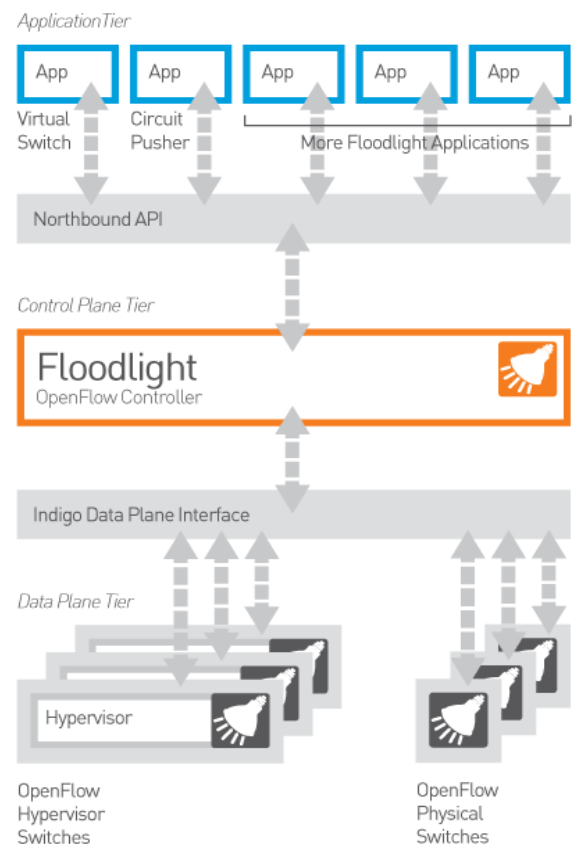 ApplicationTier
App
App
App
App
App
Virtual
Switch
Circuit
Pusher
More Floodlight Applications
Northbound API
Control Plane Tier
Floodlight
OpenFlow Controller
Indigo Data Plane Interface
Data Plane Tier
Hypervisor
OpenFlow
Hypervisor
Switches
OpenFlow
Physical
Switches